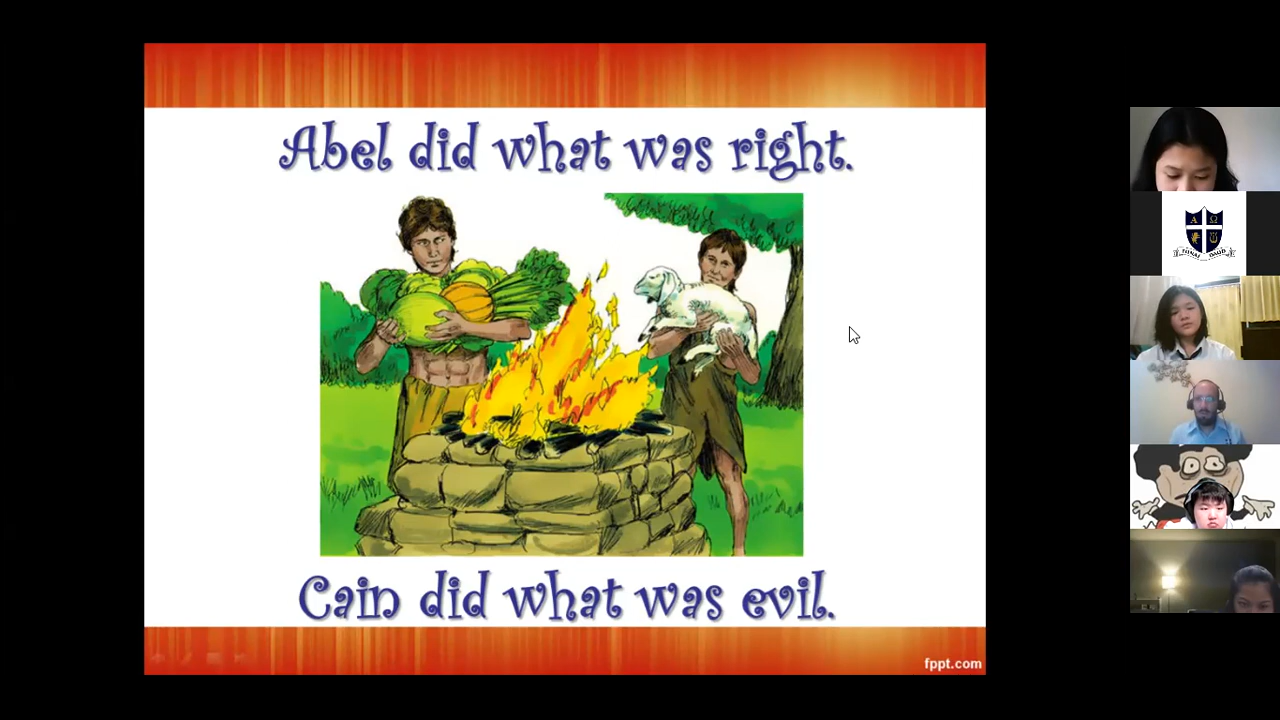 Abel did what was right.
Cain did what was evil.
fppt.com
Α Ω